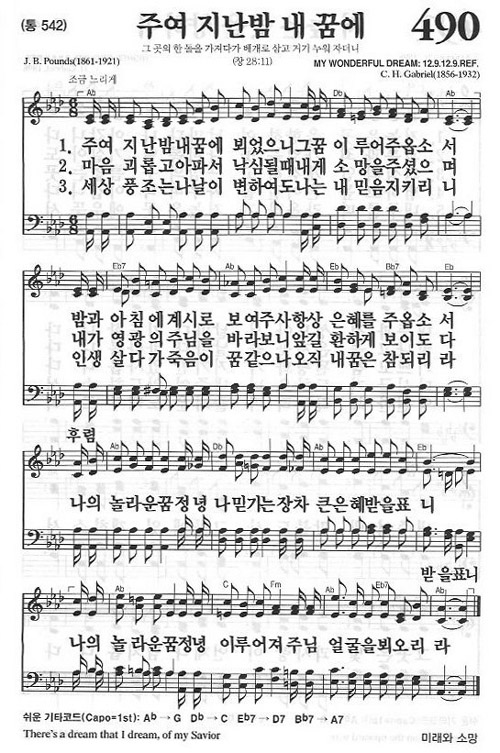 (통 542) 주여 지난밤 내 꿈에 490
그 곳의 한 돌을 가져다가 베개로 삼고 거기 누워 자더니
J. B. Pounds(1861-1921) (창 28:11) MY WONDERFUL DREAM: 12.9.12.9.REF.
C. H. Gabriel(1856-1932)
조금 느리게
Ab Db Ab
1. 주여 지난밤내꿈에 뵈었으니그꿈 이 루어주옵소 서
2. 마음 괴롭고아파서 낙심될때내게 소 망을주셨으 며
3. 세상 풍조는나날이 변하여도나는 내 믿음지키리 니
Eb7 Ab Eb Bb7 Eb
밤과 아침에계시로 보여주사항상 은혜를 주옵소 서
내가 영광의주님을 바라보니앞길 환하게 보이도 다
인생 살다가죽음이 꿈같으나오직 내꿈은 참되리 라
후렴
Ab Db Ab Db Ab Eb
나의 놀라운꿈정녕 나믿기는장차 큰은혜받을표 니
받을표니
Ab C Fm Ab Eb7 Ab
나의 놀라운꿈정녕 이루어져주님 얼굴을뵈오리 라
쉬운 기타코드(Capo=1st): Ab → G Db → C Eb7 → D7 Bb7 → A7
There's a dream that I dream, of my Savior 미래와 소망